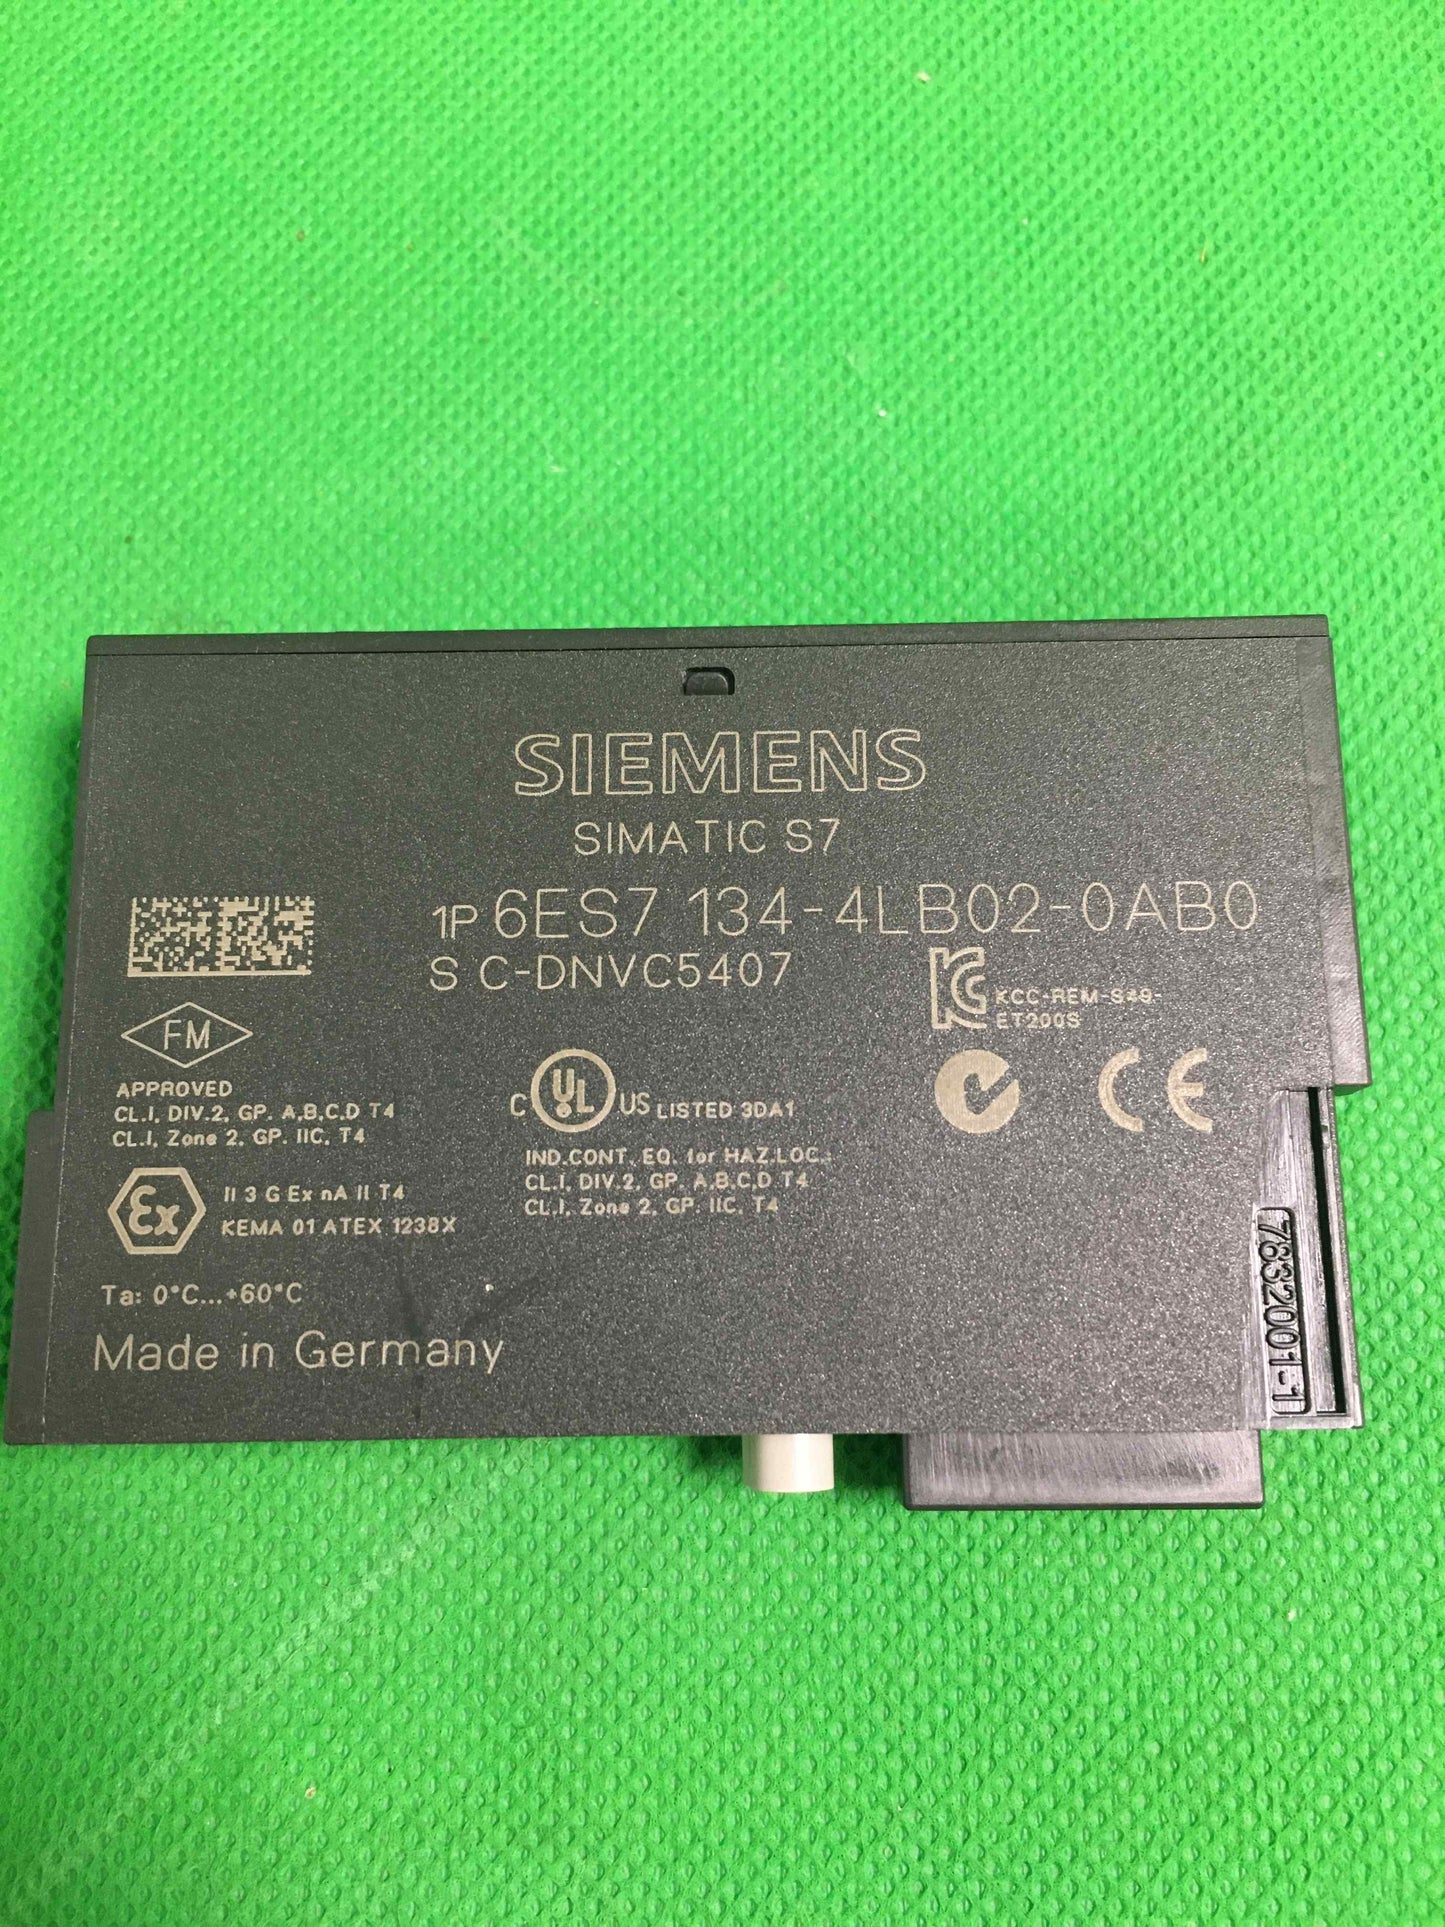 SIEMENS
SIMATIC S7
1P 6ES7 134-4LB02-0AB0
S C-DNVC5407
KCC-REM-S49-
ET200S
FM
APPROVED
CL.I, DIV.2, GP. A,B,C,D T4
CL.I, Zone 2, GP. IIC, T4
C UL US LISTED 3DA1
IND.CONT. EQ. for HAZ.LOC.
CL.I, DIV.2, GP. A,B,C,D T4
CL.I, Zone 2, GP. IIC, T4
CE
Ex
II 3 G Ex nA II T4
KEMA 01 ATEX 1238X
Ta: 0°C...+60°C
Made in Germany
7832001-1